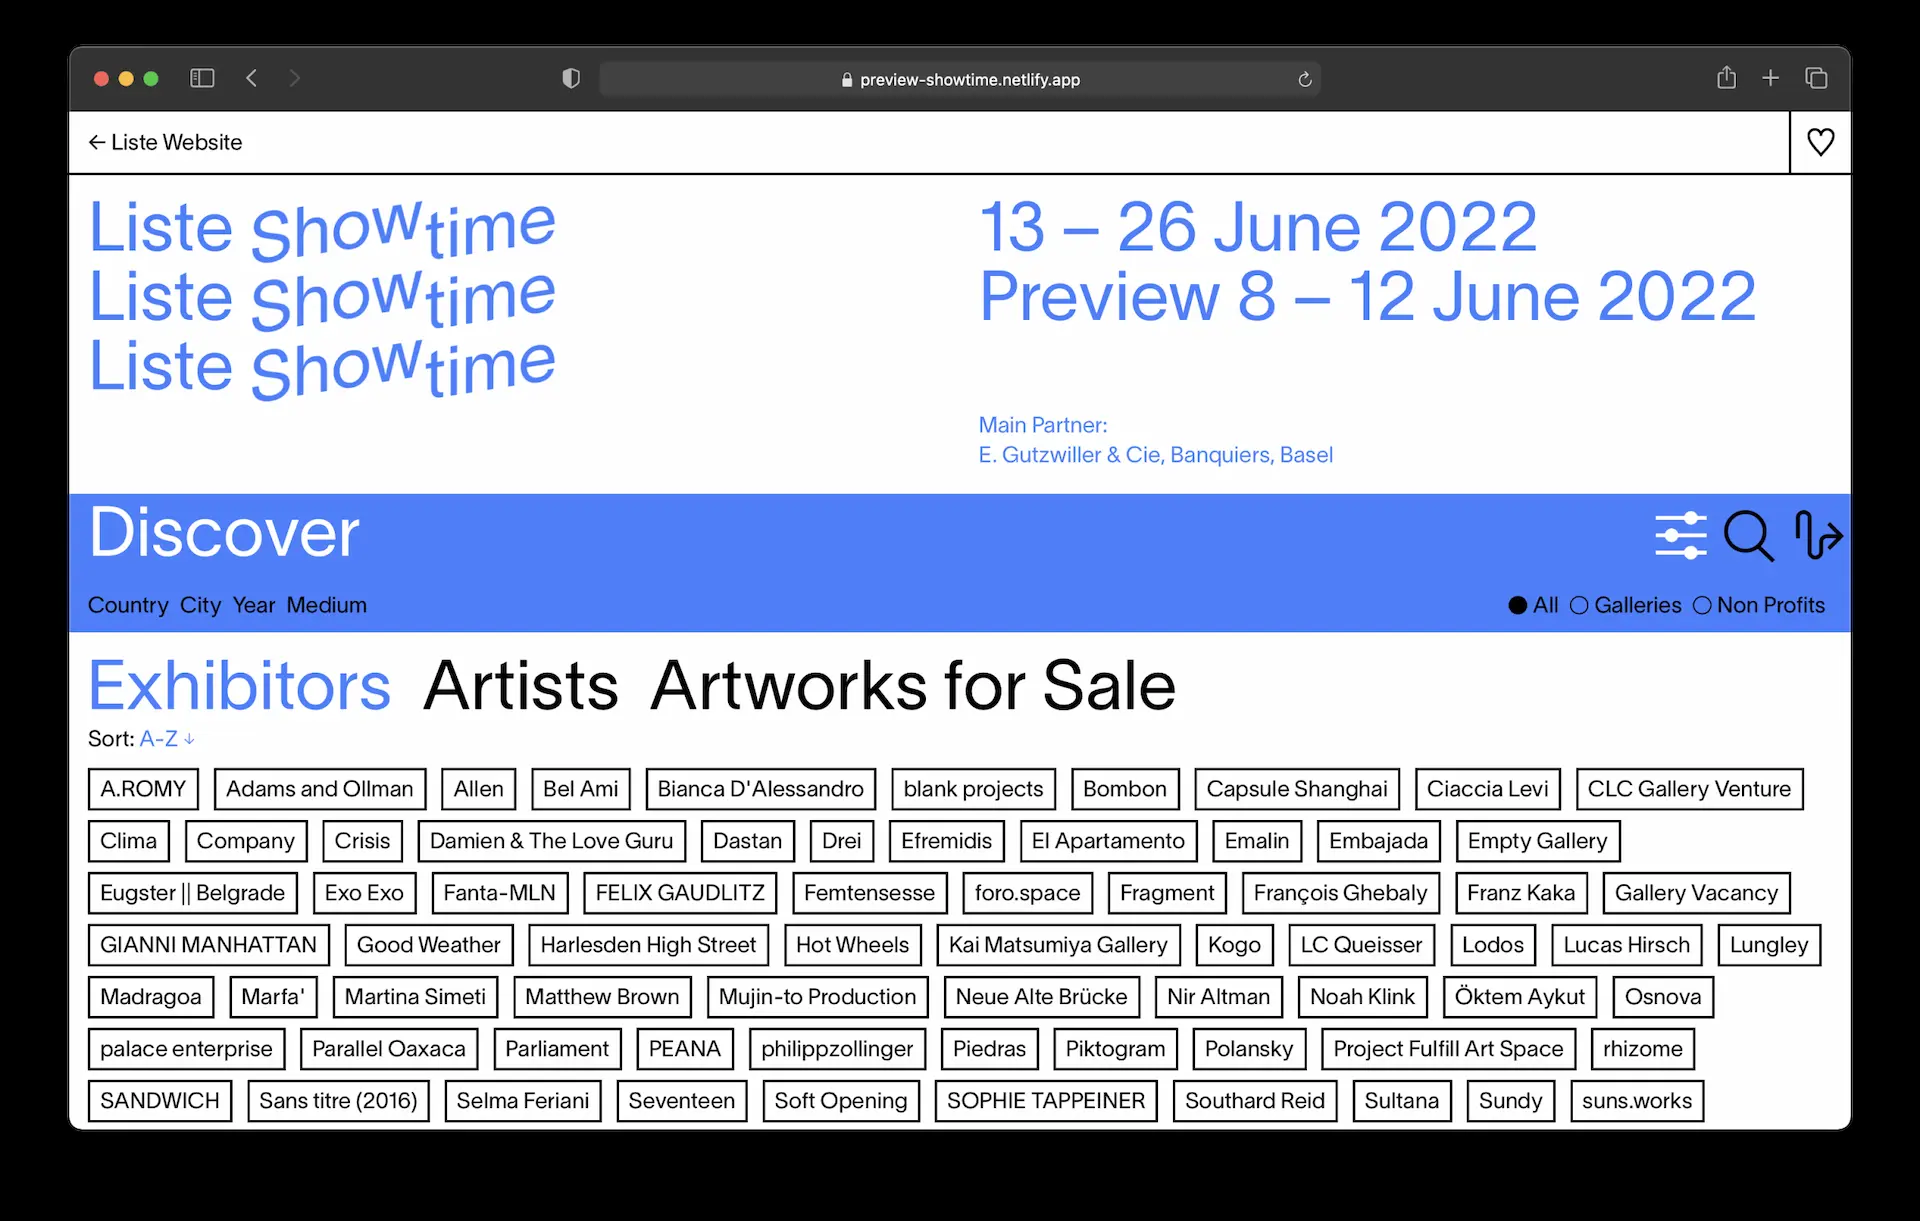 preview-showtime.netlify.app
← Liste Website
Liste Showtime
Liste Showtime
Liste Showtime
13 – 26 June 2022
Preview 8 – 12 June 2022
Main Partner:
E. Gutzwiller & Cie, Banquiers, Basel
Discover
Country City Year Medium
All Galleries Non Profits
Exhibitors Artists Artworks for Sale
Sort: A-Z ↓
A.ROMY Adams and Ollman Allen Bel Ami Bianca D'Alessandro blank projects Bombon Capsule Shanghai Ciaccia Levi CLC Gallery Venture
Clima Company Crisis Damien & The Love Guru Dastan Drei Efremidis El Apartamento Emalin Embajada Empty Gallery
Eugster || Belgrade Exo Exo Fanta-MLN FELIX GAUDLITZ Femtensesse foro.space Fragment François Ghebaly Franz Kaka Gallery Vacancy
GIANNI MANHATTAN Good Weather Harlesden High Street Hot Wheels Kai Matsumiya Gallery Kogo LC Queisser Lodos Lucas Hirsch Lungley
Madragoa Marfa' Martina Simeti Matthew Brown Mujin-to Production Neue Alte Brücke Nir Altman Noah Klink Öktem Aykut Osnova
palace enterprise Parallel Oaxaca Parliament PEANA philippzollinger Piedras Piktogram Polansky Project Fulfill Art Space rhizome
SANDWICH Sans titre (2016) Selma Feriani Seventeen Soft Opening SOPHIE TAPPEINER Southard Reid Sultana Sundy suns.works